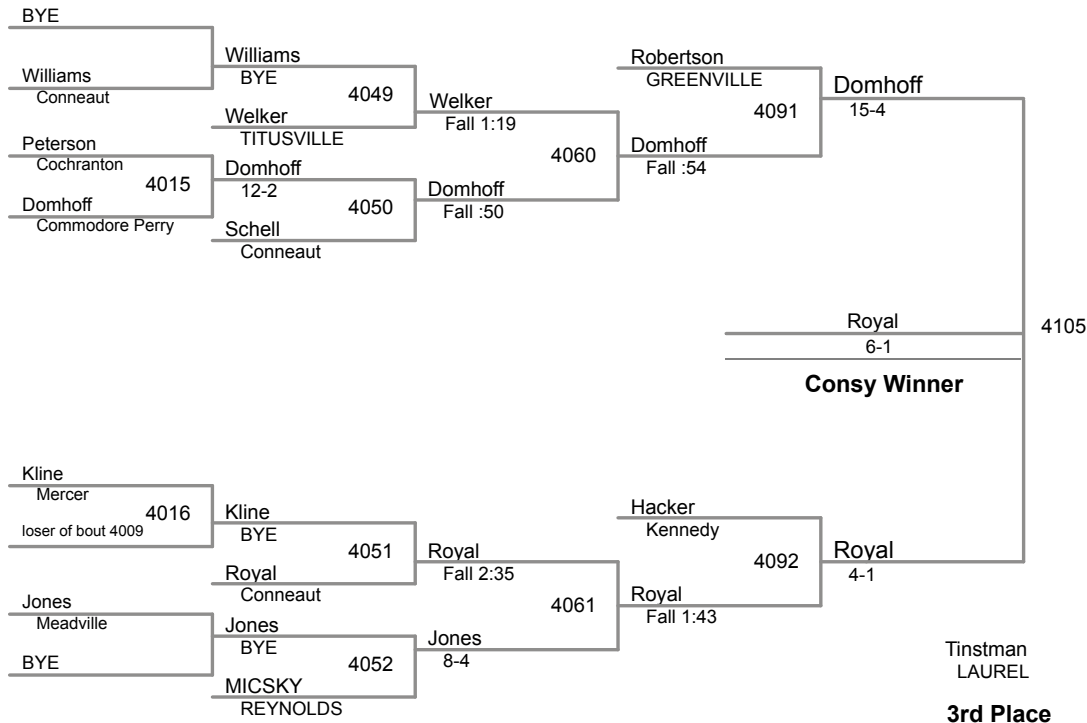 BYE
Williams
Conneaut
Williams
BYE
4049
Welker
TITUSVILLE
Peterson
Cochranton
4015
Domhoff
Commodore Perry
Domhoff
12-2
4050
Schell
Conneaut
Welker
Fall 1:19
4060
Domhoff
Fall :50
Robertson
GREENVILLE
4091
Domhoff
Fall :54
Domhoff
15-4
Royal
6-1
4105
Consy Winner
Kline
Mercer
4016
loser of bout 4009
Kline
BYE
4051
Royal
Conneaut
Jones
Meadville
BYE
Jones
BYE
4052
MICSKY
REYNOLDS
Royal
Fall 2:35
4061
Jones
8-4
Hacker
Kennedy
4092
Royal
Fall 1:43
Royal
4-1
Tinstman
LAUREL
3rd Place